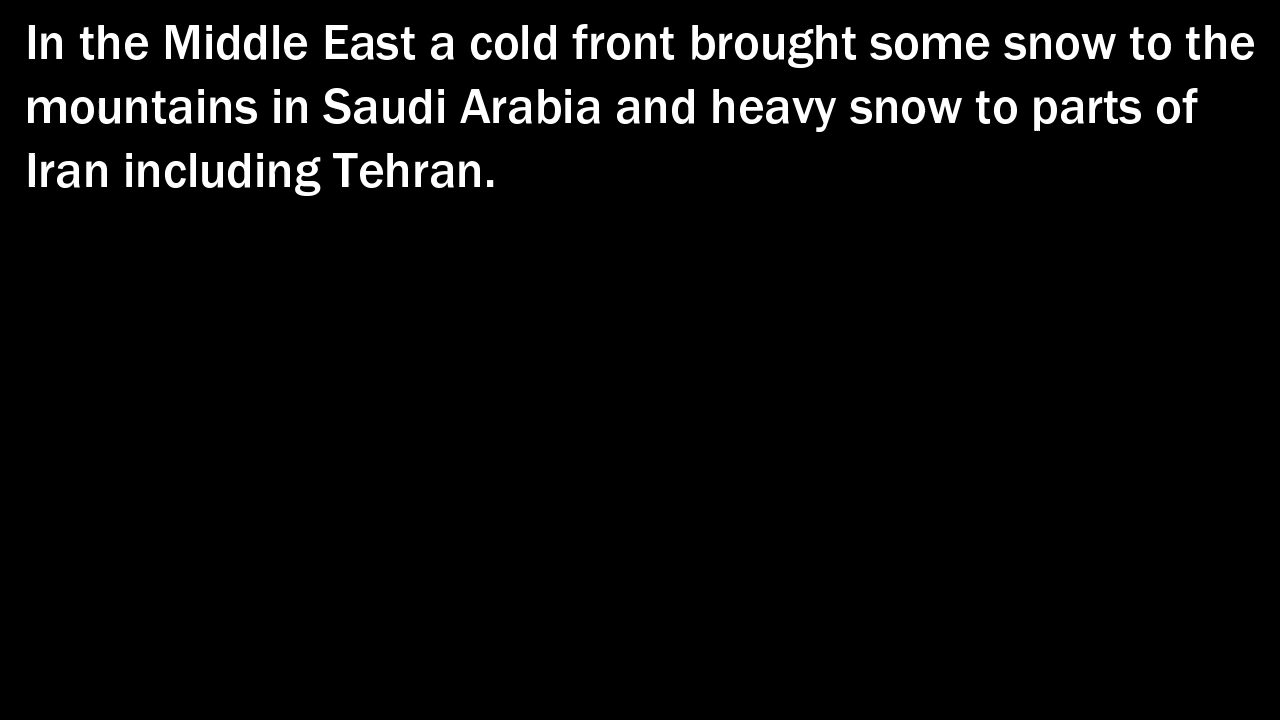 In the Middle East a cold front brought some snow to the
mountains in Saudi Arabia and heavy snow to parts of
Iran including Tehran.